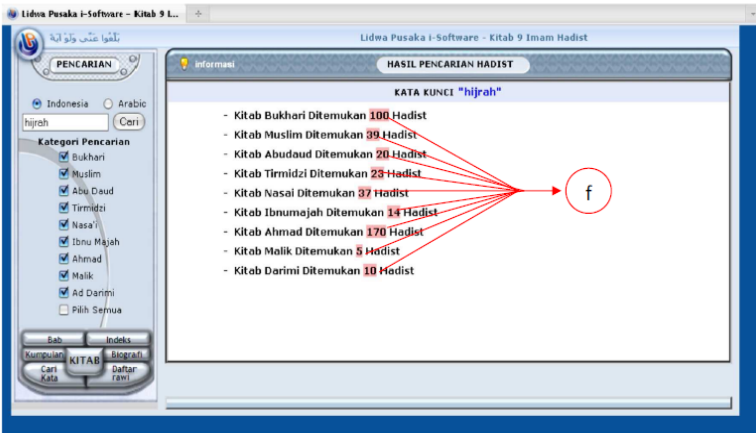 Lidwa Pusaka i-Software - Kitab 9 L...
بَلِّغُوا عَنِّي وَلَوْ آيَةً
Lidwa Pusaka i-Software - Kitab 9 Imam Hadist
PENCARIAN
Indonesia Arabic
hijrah Cari
Kategori Pencarian
Bukhari
Muslim
Abu Daud
Tirmidzi
Nasa'i
Ibnu Majah
Ahmad
Malik
Ad Darimi
Pilih Semua
Bab Indeks
Kumpulan KITAB Biografi
Cari Kata Daftar rawi
informasi
HASIL PENCARIAN HADIST
KATA KUNCI "hijrah"
- Kitab Bukhari Ditemukan 100 Hadist
- Kitab Muslim Ditemukan 39 Hadist
- Kitab Abudaud Ditemukan 20 Hadist
- Kitab Tirmidzi Ditemukan 23 Hadist
- Kitab Nasai Ditemukan 37 Hadist
- Kitab Ibnumajah Ditemukan 14 Hadist
- Kitab Ahmad Ditemukan 170 Hadist
- Kitab Malik Ditemukan 5 Hadist
- Kitab Darimi Ditemukan 10 Hadist
f